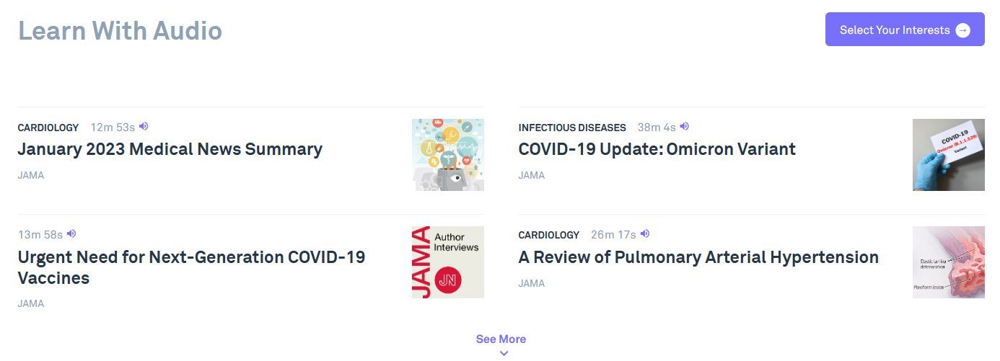 Learn With Audio
Select Your Interests
CARDIOLOGY 12m 53s
January 2023 Medical News Summary
JAMA
INFECTIOUS DISEASES 38m 4s
COVID-19 Update: Omicron Variant
JAMA
COVID-19
Omicron (B.1.1.529)
Variant
13m 58s
Urgent Need for Next-Generation COVID-19
Vaccines
JAMA
JAMA
Author
Interviews
JN
CARDIOLOGY 26m 17s
A Review of Pulmonary Arterial Hypertension
JAMA
Elastic lamina
deterioration
Plexiform lesion
See More